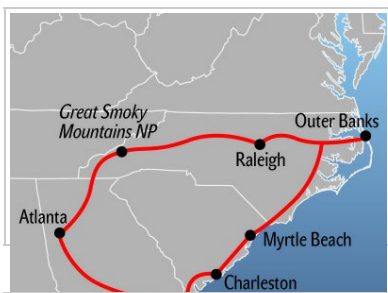 Great Smoky
Mountains NP
Outer Banks
Raleigh
Atlanta
Myrtle Beach
Charleston